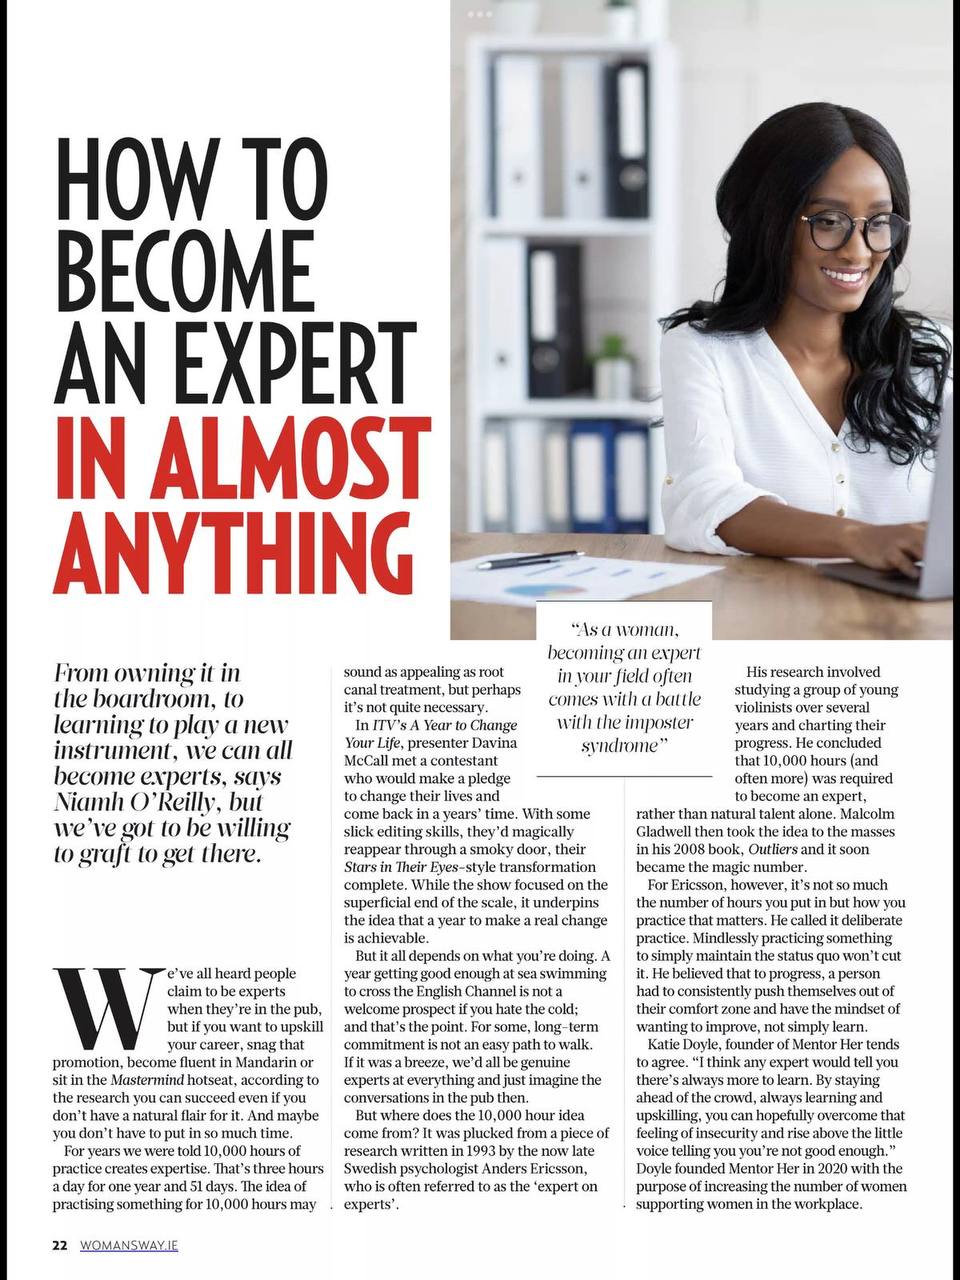 HOW TO
BECOME
AN EXPERT
IN ALMOST
ANYTHING
From owning it in
the boardroom, to
learning to play a new
instrument, we can all
become experts, says
Niamh O’Reilly, but
we’ve got to be willing
to graft to get there.
We’ve all heard people
claim to be experts
when they’re in the pub,
but if you want to upskill
your career, snag that
promotion, become fluent in Mandarin or
sit in the Mastermind hotseat, according to
the research you can succeed even if you
don’t have a natural flair for it. And maybe
you don’t have to put in so much time.
For years we were told 10,000 hours of
practice creates expertise. That’s three hours
a day for one year and 51 days. The idea of
practising something for 10,000 hours may
sound as appealing as root
canal treatment, but perhaps
it’s not quite necessary.
In ITV’s A Year to Change
Your Life, presenter Davina
McCall met a contestant
who would make a pledge
to change their lives and
come back in a years’ time. With some
slick editing skills, they’d magically
reappear through a smoky door, their
Stars in Their Eyes–style transformation
complete. While the show focused on the
superficial end of the scale, it underpins
the idea that a year to make a real change
is achievable.
But it all depends on what you’re doing. A
year getting good enough at sea swimming
to cross the English Channel is not a
welcome prospect if you hate the cold;
and that’s the point. For some, long-term
commitment is not an easy path to walk.
If it was a breeze, we’d all be genuine
experts at everything and just imagine the
conversations in the pub then.
But where does the 10,000 hour idea
come from? It was plucked from a piece of
research written in 1993 by the now late
Swedish psychologist Anders Ericsson,
who is often referred to as the ‘expert on
experts’.
“As a woman,
becoming an expert
in your field often
comes with a battle
with the imposter
syndrome”
His research involved
studying a group of young
violinists over several
years and charting their
progress. He concluded
that 10,000 hours (and
often more) was required
to become an expert,
rather than natural talent alone. Malcolm
Gladwell then took the idea to the masses
in his 2008 book, Outliers and it soon
became the magic number.
For Ericsson, however, it’s not so much
the number of hours you put in but how you
practice that matters. He called it deliberate
practice. Mindlessly practicing something
to simply maintain the status quo won’t cut
it. He believed that to progress, a person
had to consistently push themselves out of
their comfort zone and have the mindset of
wanting to improve, not simply learn.
Katie Doyle, founder of Mentor Her tends
to agree. “I think any expert would tell you
there’s always more to learn. By staying
ahead of the crowd, always learning and
upskilling, you can hopefully overcome that
feeling of insecurity and rise above the little
voice telling you you’re not good enough.”
Doyle founded Mentor Her in 2020 with the
purpose of increasing the number of women
supporting women in the workplace.
22 WOMANSWAY.IE